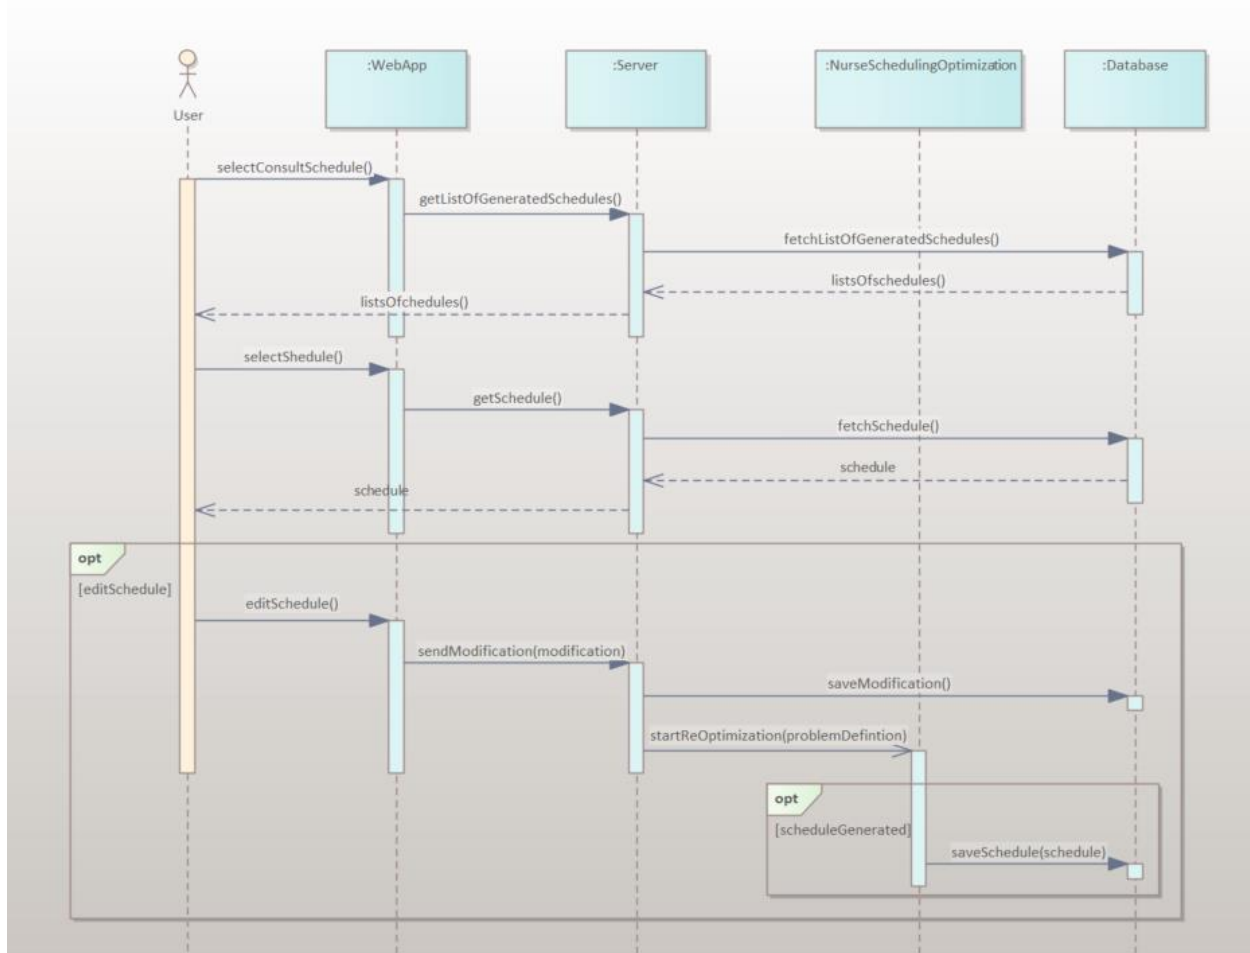 :WebApp
:Server
:NurseSchedulingOptimization
:Database
User
selectConsultSchedule()
getListOfGeneratedSchedules()
fetchListOfGeneratedSchedules()
listsOfschedules()
listsOfchedules()
selectShedule()
getSchedule()
fetchSchedule()
schedule
schedule
opt
[editSchedule]
editSchedule()
sendModification(modification)
saveModification()
startReOptimization(problemDefintion)
opt
[scheduleGenerated]
saveSchedule(schedule)